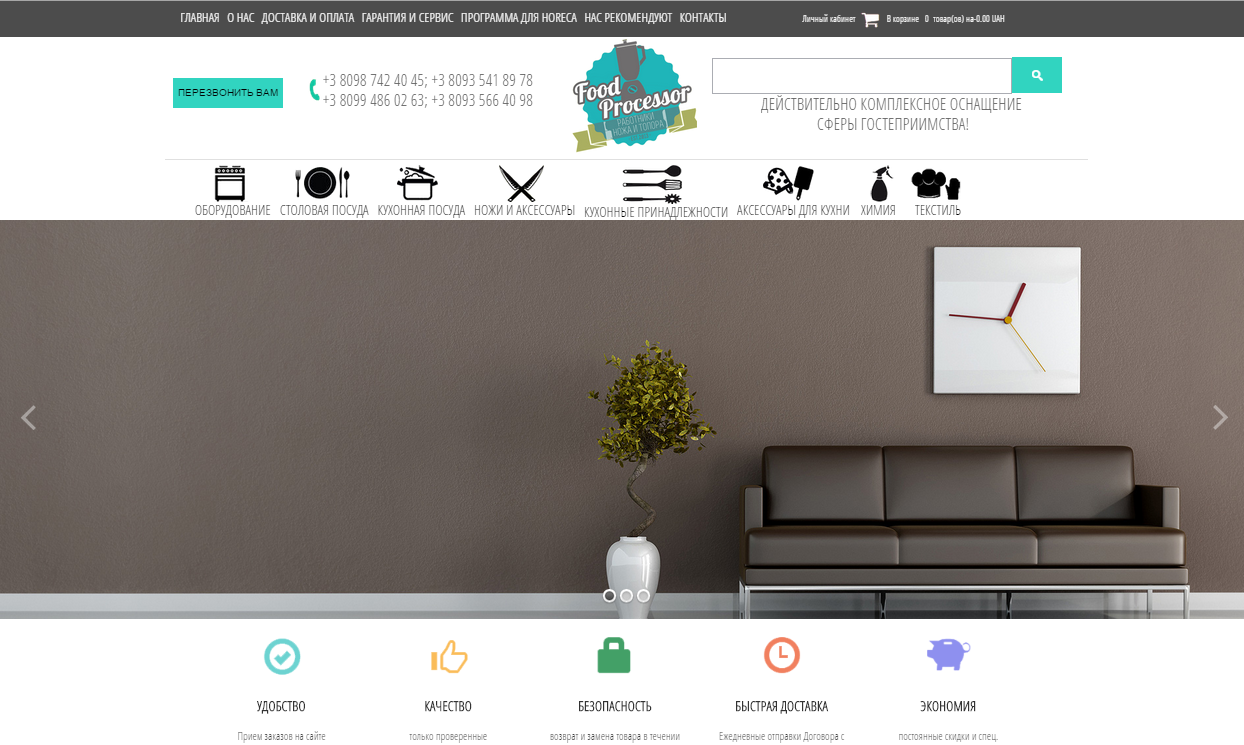 ГЛАВНАЯ О НАС ДОСТАВКА И ОПЛАТА ГАРАНТИЯ И СЕРВИС ПРОГРАММА ДЛЯ HORECA НАС РЕКОМЕНДУЮТ КОНТАКТЫ
Личный кабинет В корзине 0 товар(ов) на-0.00 UAH
ПЕРЕЗВОНИТЬ ВАМ
+3 8098 742 40 45; +3 8093 541 89 78
+3 8099 486 02 63; +3 8093 566 40 98
Food
Processor
РАБОТНИКИ
НОЖА И ТОПОРА
ДЕЙСТВИТЕЛЬНО КОМПЛЕКСНОЕ ОСНАЩЕНИЕ
СФЕРЫ ГОСТЕПРИИМСТВА!
ОБОРУДОВАНИЕ СТОЛОВАЯ ПОСУДА КУХОННАЯ ПОСУДА НОЖИ И АКСЕССУАРЫ КУХОННЫЕ ПРИНАДЛЕЖНОСТИ АКСЕССУАРЫ ДЛЯ КУХНИ ХИМИЯ ТЕКСТИЛЬ
УДОБСТВО КАЧЕСТВО БЕЗОПАСНОСТЬ БЫСТРАЯ ДОСТАВКА ЭКОНОМИЯ
Прием заказов на сайте только проверенные возврат и замена товара в течении Ежедневные отправки Договора с постоянные скидки и спец.